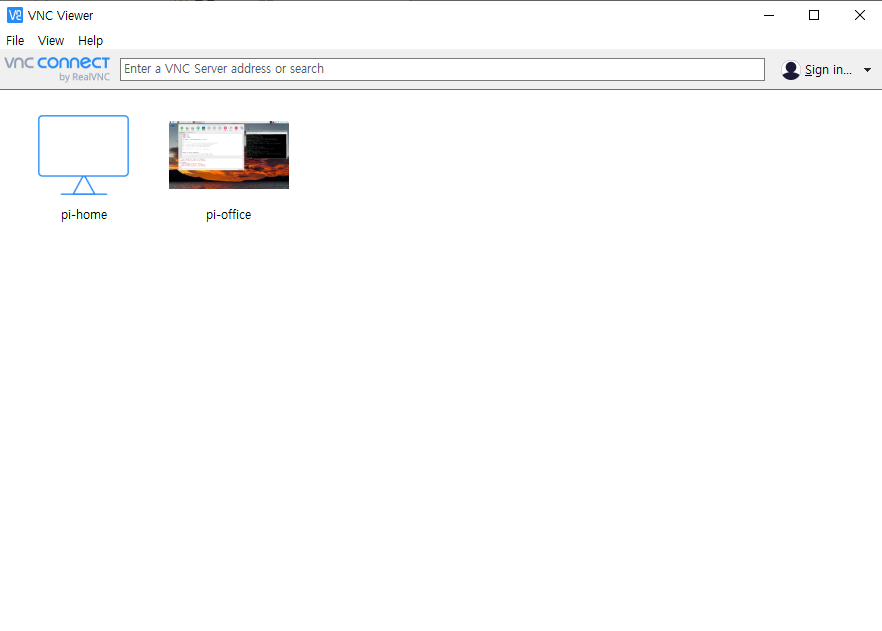 VNC Viewer
File View Help
vnc connect
by RealVNC
Enter a VNC Server address or search
Sign in...
pi-home
pi-office